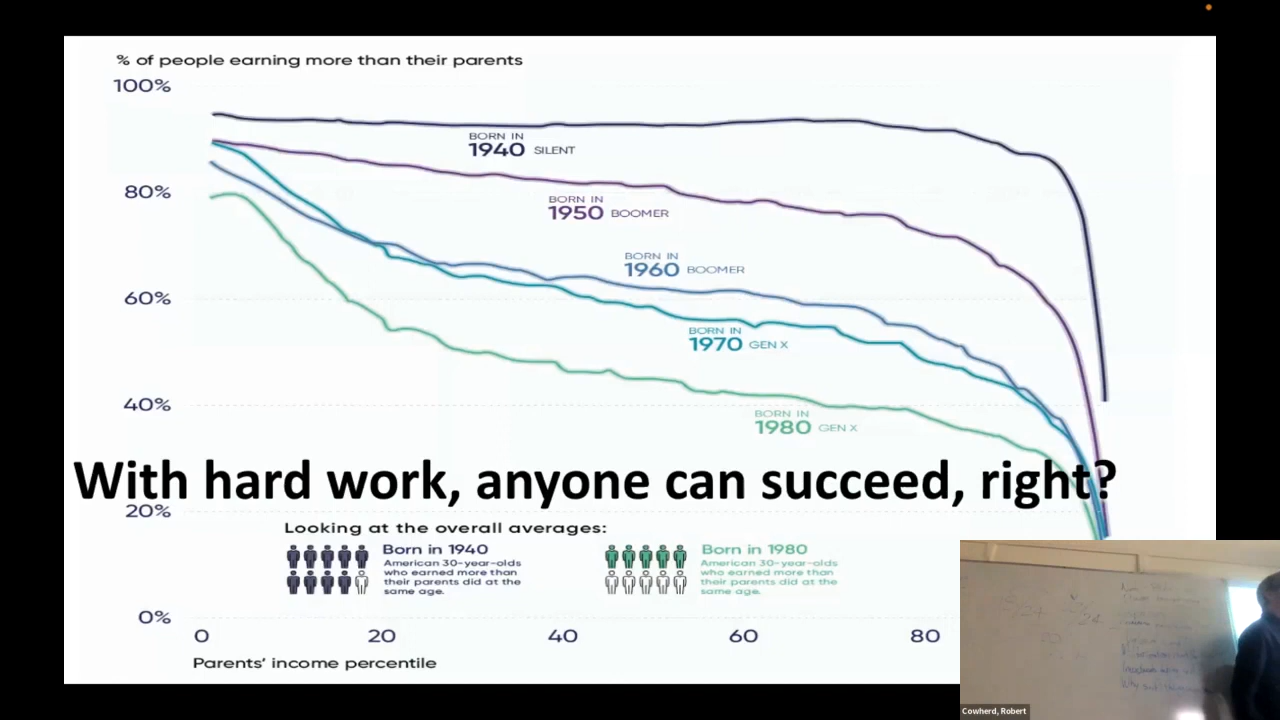 % of people earning more than their parents
100%
BORN IN
1940 SILENT
80%
BORN IN
1950 BOOMER
BORN IN
1960 BOOMER
60%
BORN IN
1970 GEN X
40%
BORN IN
1980 GEN X
With hard work, anyone can succeed, right?
20%
Looking at the overall averages:
Born in 1940
American 30-year-olds
who earned more than
their parents did at the
same age.
Born in 1980
American 30-year-olds
who earned more than
their parents did at the
same age.
0%
0 20 40 60 80
Parents' income percentile
Cowherd, Robert